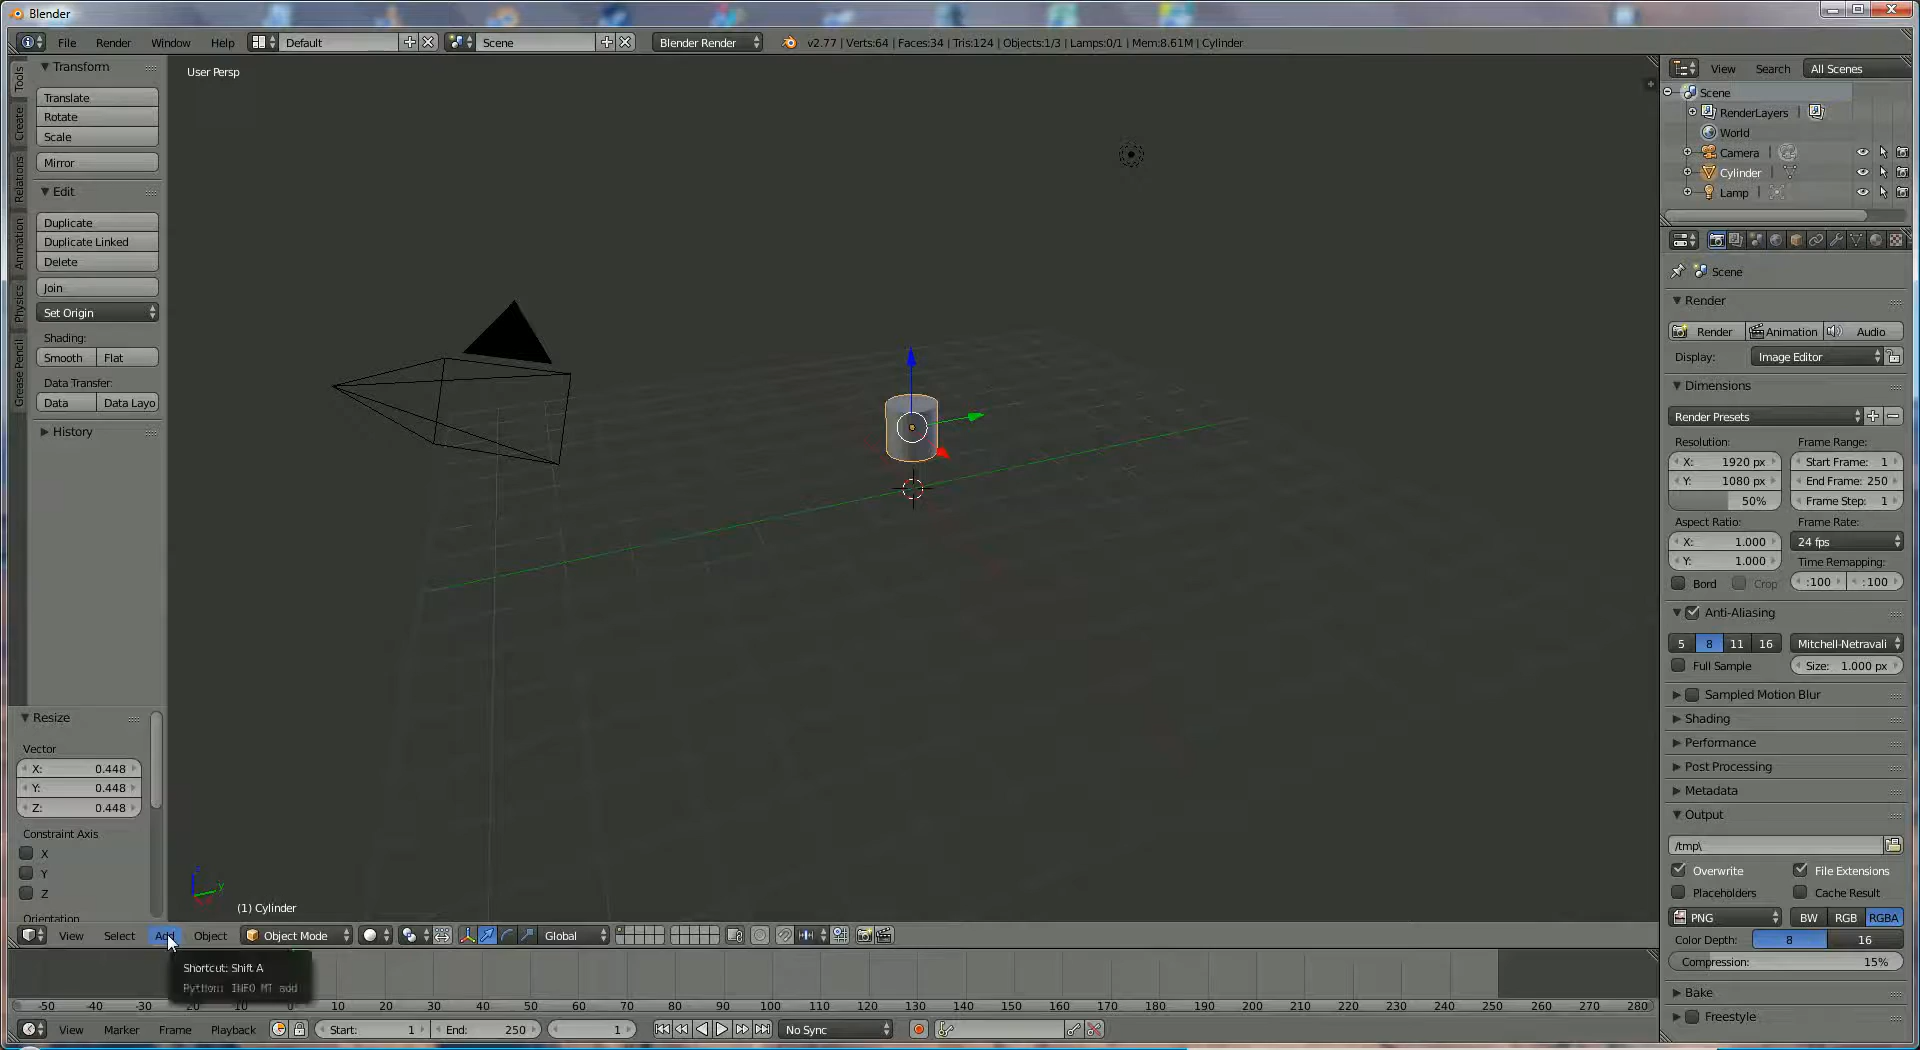 Blender
File Render Window Help Default Scene Blender Render v2.77 | Verts:64 | Faces:34 | Tris:124 | Objects:1/3 | Lamps:0/1 | Mem:8.61M | Cylinder
Tools
Create
Relations
Animation
Physics
Grease Pencil
Transform
Translate
Rotate
Scale
Mirror
Edit
Duplicate
Duplicate Linked
Delete
Join
Set Origin
Shading:
Smooth Flat
Data Transfer:
Data Data Layo
History
Resize
Vector
X: 0.448
Y: 0.448
Z: 0.448
Constraint Axis
X
Y
Z
Orientation
User Persp
z
y
(1) Cylinder
View Select Add Object Object Mode Global
Shortcut: Shift A
Python: INFO_MT_add
-50 -40 -30 -20 -10 0 10 20 30 40 50 60 70 80 90 100 110 120 130 140 150 160 170 180 190 200 210 220 230 240 250 260 270 280
View Marker Frame Playback Start: 1 End: 250 1 No Sync
View Search All Scenes
Scene
RenderLayers |
World
Camera |
Cylinder |
Lamp |
Scene
Render
Render Animation Audio
Display: Image Editor
Dimensions
Render Presets
Resolution: Frame Range:
X: 1920 px Start Frame: 1
Y: 1080 px End Frame: 250
50% Frame Step: 1
Aspect Ratio: Frame Rate:
X: 1.000 24 fps
Y: 1.000 Time Remapping:
Bord Crop :100 :100
Anti-Aliasing
5 8 11 16 Mitchell-Netravali
Full Sample Size: 1.000 px
Sampled Motion Blur
Shading
Performance
Post Processing
Metadata
Output
/tmp\
Overwrite File Extensions
Placeholders Cache Result
PNG BW RGB RGBA
Color Depth: 8 16
Compression: 15%
Bake
Freestyle